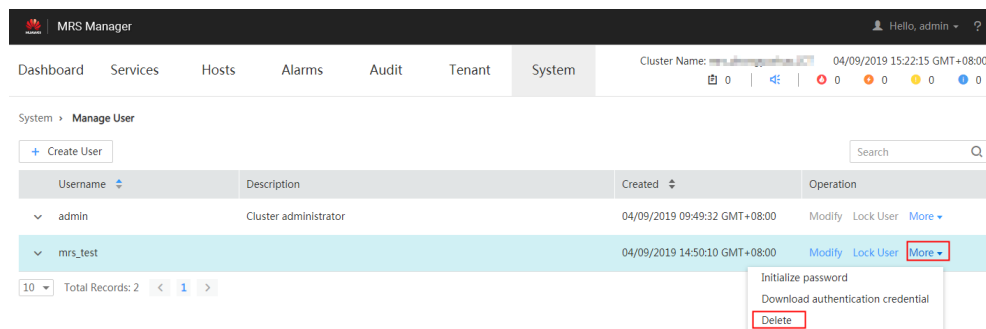 HUAWEI MRS Manager Hello, admin ?
Dashboard Services Hosts Alarms Audit Tenant System Cluster Name: 04/09/2019 15:22:15 GMT+08:00
0 0 0 0 0
System > Manage User
+ Create User Search
Username Description Created Operation
admin Cluster administrator 04/09/2019 09:49:32 GMT+08:00 Modify Lock User More
mrs_test 04/09/2019 14:50:10 GMT+08:00 Modify Lock User More
10 Total Records: 2 < 1 > Initialize password
Download authentication credential
Delete